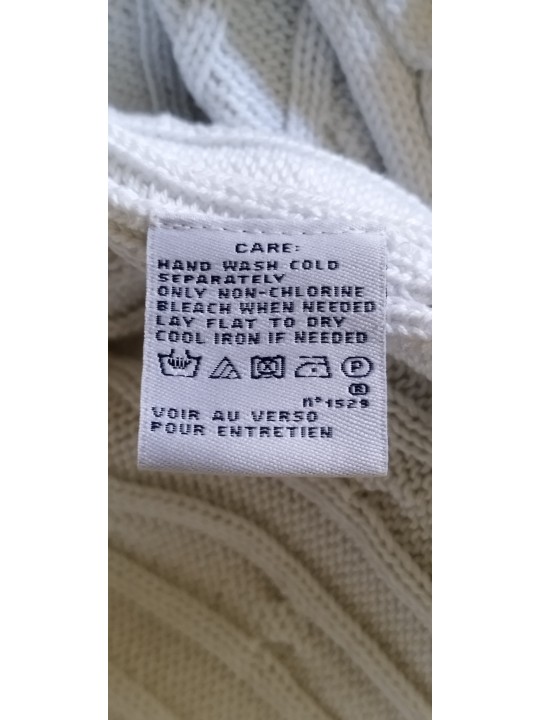 CARE:
HAND WASH COLD
SEPARATELY
ONLY NON-CHLORINE
BLEACH WHEN NEEDED
LAY FLAT TO DRY
COOL IRON IF NEEDED
P
®
nº1529
VOIR AU VERSO
POUR ENTRETIEN